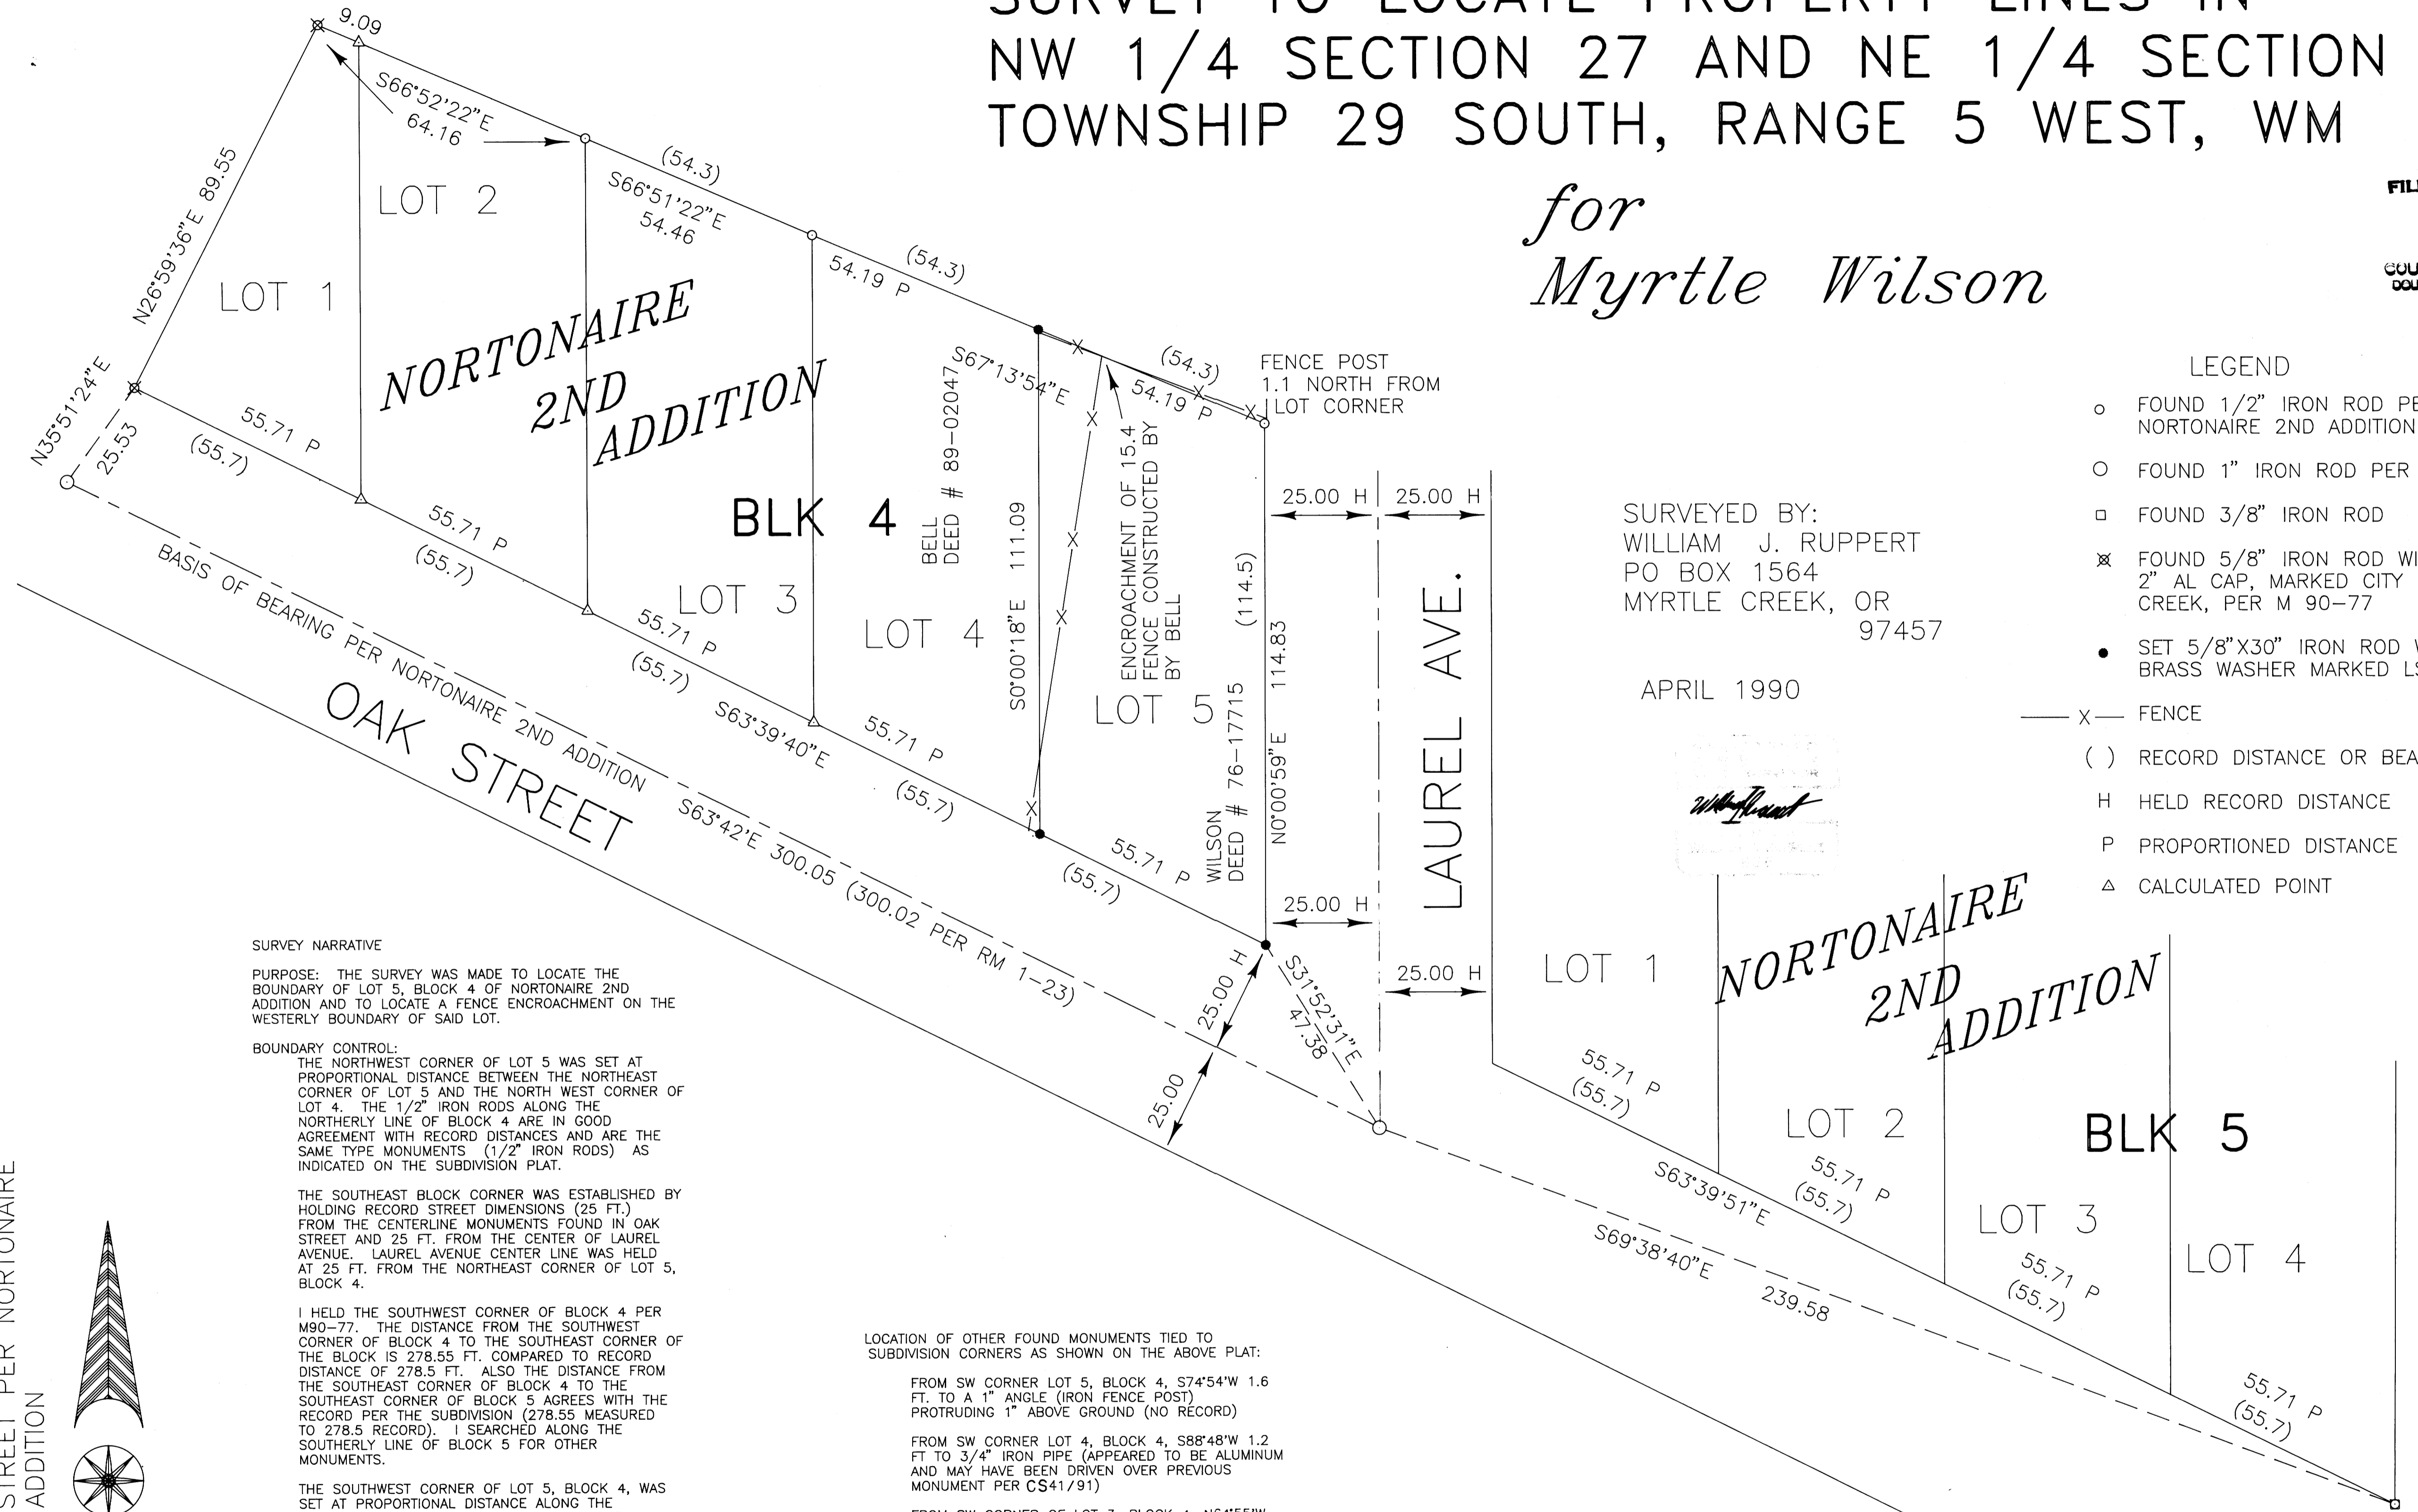 SURVEY TO LOCATE PROPERTY LINES IN
NW 1/4 SECTION 27 AND NE 1/4 SECTION
TOWNSHIP 29 SOUTH, RANGE 5 WEST, WM
for
Myrtle Wilson
9.09
S66°52'22"E
64.16
(54.3)
S66°51'22"E
54.46
(54.3)
54.19 P
S67°13'54"E
(54.3)
54.19 P
FENCE POST
1.1 NORTH FROM
LOT CORNER
N26°59'36"E 89.55
N35°51'24"E
25.53
LOT 1
LOT 2
LOT 3
LOT 4
LOT 5
NORTONAIRE
2ND
ADDITION
BLK 4
BELL
DEED # 89-02047
S0°00'18"E 111.09
ENCROACHMENT OF 15.4
FENCE CONSTRUCTED BY
BY BELL
WILSON
DEED # 76-17715
N0°00'59"E 114.83
(114.5)
55.71 P
(55.7)
55.71 P
(55.7)
55.71 P
(55.7)
S63°39'40"E
55.71 P
(55.7)
55.71 P
(55.7)
BASIS OF BEARING PER NORTONAIRE 2ND ADDITION S63°42'E 300.05 (300.02 PER RM 1-23)
OAK STREET
25.00 H
25.00 H
LAUREL AVE.
25.00 H
25.00 H
25.00 H
25.00
S31°52'31"E
47.38
SURVEYED BY:
WILLIAM J. RUPPERT
PO BOX 1564
MYRTLE CREEK, OR
97457
APRIL 1990
LEGEND
FOUND 1/2" IRON ROD
NORTONAIRE 2ND ADDITION
FOUND 1" IRON ROD PER
FOUND 3/8" IRON ROD
FOUND 5/8" IRON ROD
2" AL CAP, MARKED CITY
CREEK, PER M 90-77
SET 5/8"X30" IRON ROD
BRASS WASHER MARKED
X FENCE
( ) RECORD DISTANCE OR
H HELD RECORD DISTANCE
P PROPORTIONED DISTANCE
CALCULATED POINT
LOT 1
NORTONAIRE
2ND
ADDITION
LOT 2
BLK 5
LOT 3
LOT 4
55.71 P
(55.7)
S63°39'51"E
55.71 P
(55.7)
55.71 P
(55.7)
55.71 P
(55.7)
S69°38'40"E 239.58
SURVEY NARRATIVE
PURPOSE: THE SURVEY WAS MADE TO LOCATE THE
BOUNDARY OF LOT 5, BLOCK 4 OF NORTONAIRE 2ND
ADDITION AND TO LOCATE A FENCE ENCROACHMENT ON THE
WESTERLY BOUNDARY OF SAID LOT.
BOUNDARY CONTROL:
THE NORTHWEST CORNER OF LOT 5 WAS SET AT
PROPORTIONAL DISTANCE BETWEEN THE NORTHEAST
CORNER OF LOT 5 AND THE NORTH WEST CORNER OF
LOT 4. THE 1/2" IRON RODS ALONG THE
NORTHERLY LINE OF BLOCK 4 ARE IN GOOD
AGREEMENT WITH RECORD DISTANCES AND ARE THE
SAME TYPE MONUMENTS (1/2" IRON RODS) AS
INDICATED ON THE SUBDIVISION PLAT.
THE SOUTHEAST BLOCK CORNER WAS ESTABLISHED BY
HOLDING RECORD STREET DIMENSIONS (25 FT.)
FROM THE CENTERLINE MONUMENTS FOUND IN OAK
STREET AND 25 FT. FROM THE CENTER OF LAUREL
AVENUE. LAUREL AVENUE CENTER LINE WAS HELD
AT 25 FT. FROM THE NORTHEAST CORNER OF LOT 5,
BLOCK 4.
I HELD THE SOUTHWEST CORNER OF BLOCK 4 PER
M90-77. THE DISTANCE FROM THE SOUTHWEST
CORNER OF BLOCK 4 TO THE SOUTHEAST CORNER OF
THE BLOCK IS 278.55 FT. COMPARED TO RECORD
DISTANCE OF 278.5 FT. ALSO THE DISTANCE FROM
THE SOUTHEAST CORNER OF BLOCK 4 TO THE
SOUTHEAST CORNER OF BLOCK 5 AGREES WITH THE
RECORD PER THE SUBDIVISION (278.55 MEASURED
TO 278.5 RECORD). I SEARCHED ALONG THE
SOUTHERLY LINE OF BLOCK 5 FOR OTHER
MONUMENTS.
THE SOUTHWEST CORNER OF LOT 5, BLOCK 4, WAS
SET AT PROPORTIONAL DISTANCE ALONG THE
STREET PER NORTONAIRE
ADDITION
LOCATION OF OTHER FOUND MONUMENTS TIED TO
SUBDIVISION CORNERS AS SHOWN ON THE ABOVE PLAT:
FROM SW CORNER LOT 5, BLOCK 4, S74°54'W 1.6
FT. TO A 1" ANGLE (IRON FENCE POST)
PROTRUDING 1" ABOVE GROUND (NO RECORD)
FROM SW CORNER LOT 4, BLOCK 4, S88°48'W 1.2
FT TO 3/4" IRON PIPE (APPEARED TO BE ALUMINUM
AND MAY HAVE BEEN DRIVEN OVER PREVIOUS
MONUMENT PER CS41/91)
FROM SW CORNER OF LOT 3, BLOCK 4, N64°55'W